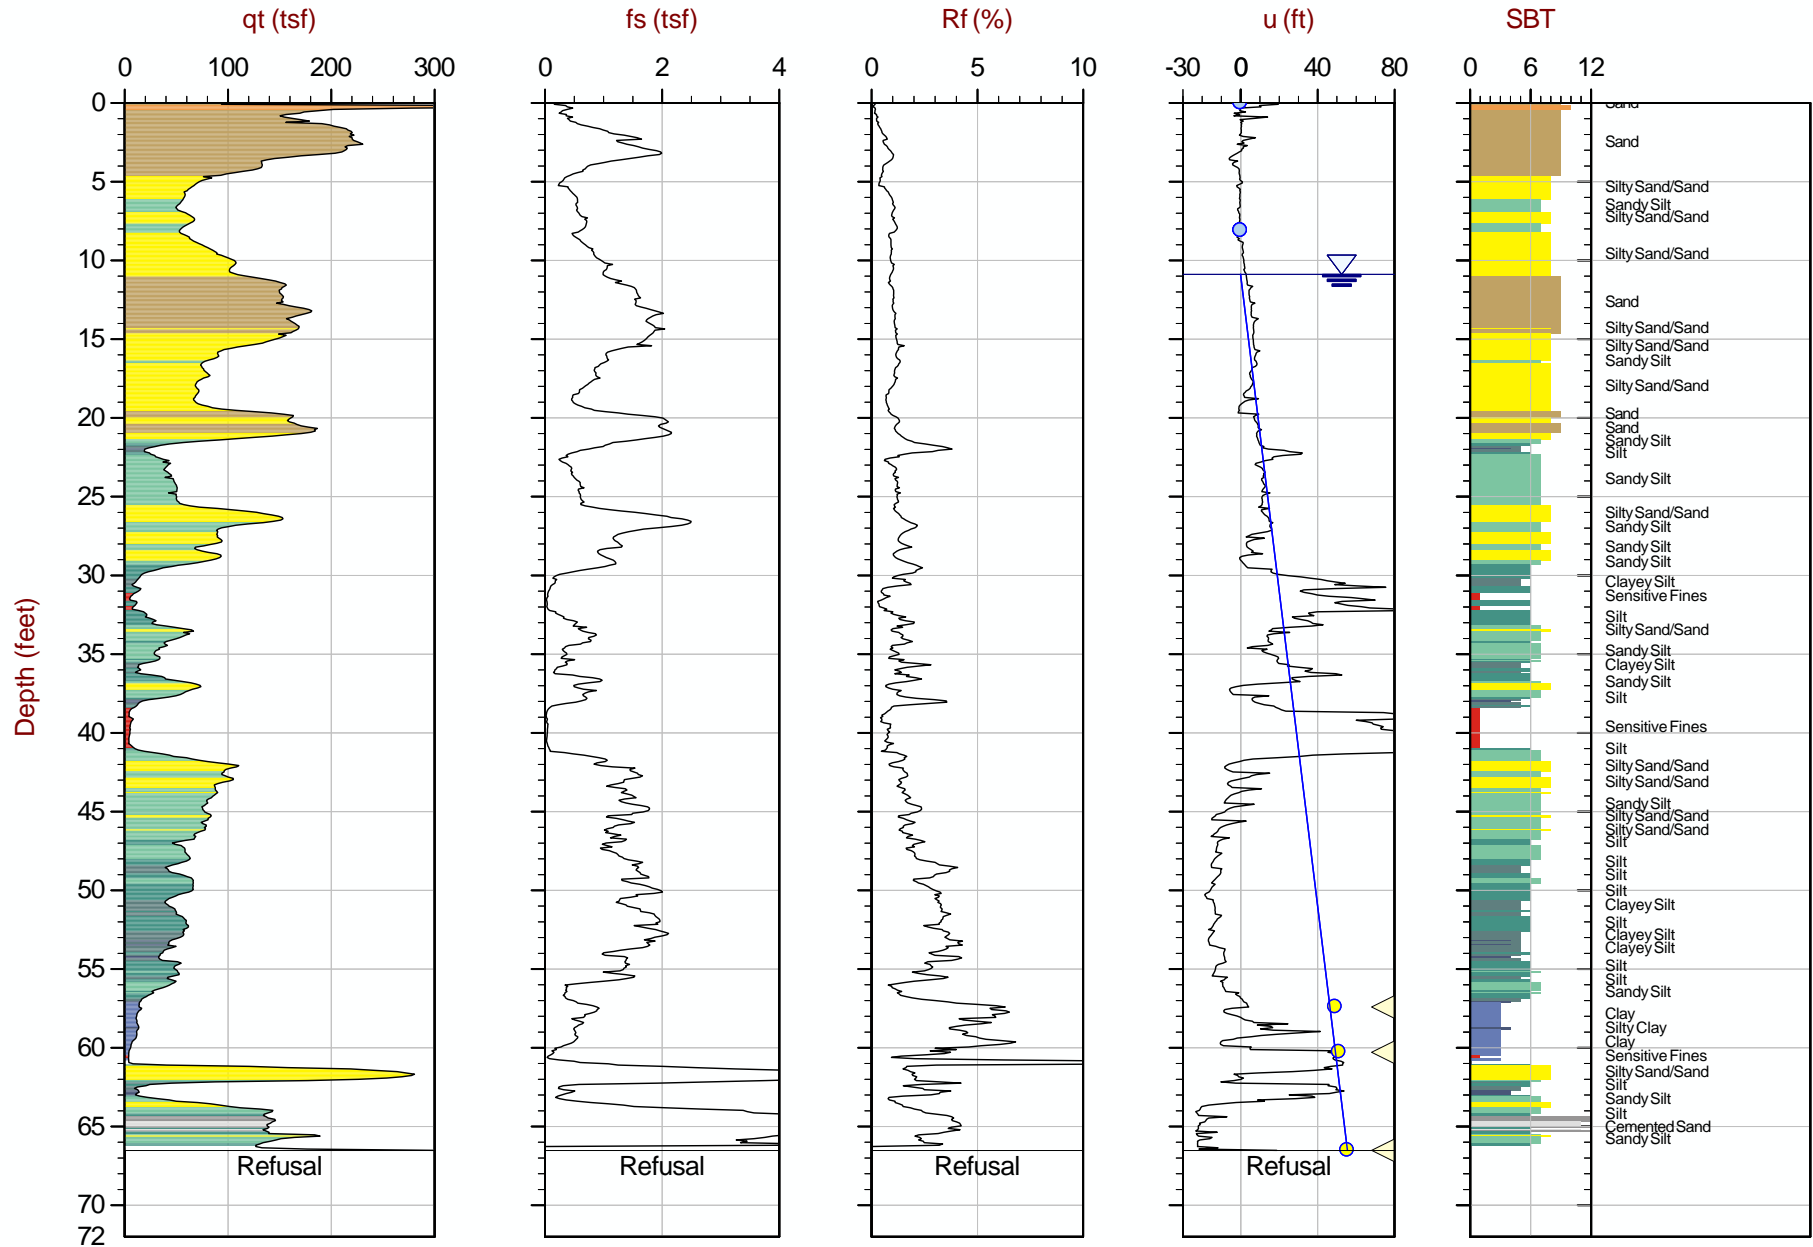 qt (tsf) fs (tsf) Rf (%) u (ft) SBT
0 100 200 300 0 2 4 0 5 10 -30 0 40 80 0 6 12
Depth (feet)
0
5
10
15
20
25
30
35
40
45
50
55
60
65
70
72
Sand
Sand
Silty Sand/Sand
Sandy Silt
Silty Sand/Sand
Silty Sand/Sand
Sand
Silty Sand/Sand
Silty Sand/Sand
Sandy Silt
Silty Sand/Sand
Sand
Sand
Sandy Silt
Silt
Sandy Silt
Silty Sand/Sand
Sandy Silt
Sandy Silt
Sandy Silt
Clayey Silt
Sensitive Fines
Silt
Silty Sand/Sand
Sandy Silt
Clayey Silt
Sandy Silt
Silt
Sensitive Fines
Silt
Silty Sand/Sand
Silty Sand/Sand
Sandy Silt
Silty Sand/Sand
Silty Sand/Sand
Silt
Silt
Silt
Silt
Clayey Silt
Silt
Clayey Silt
Clayey Silt
Silt
Silt
Sandy Silt
Clay
Silty Clay
Clay
Sensitive Fines
Silty Sand/Sand
Silt
Sandy Silt
Silt
Cemented Sand
Sandy Silt
Refusal Refusal Refusal Refusal